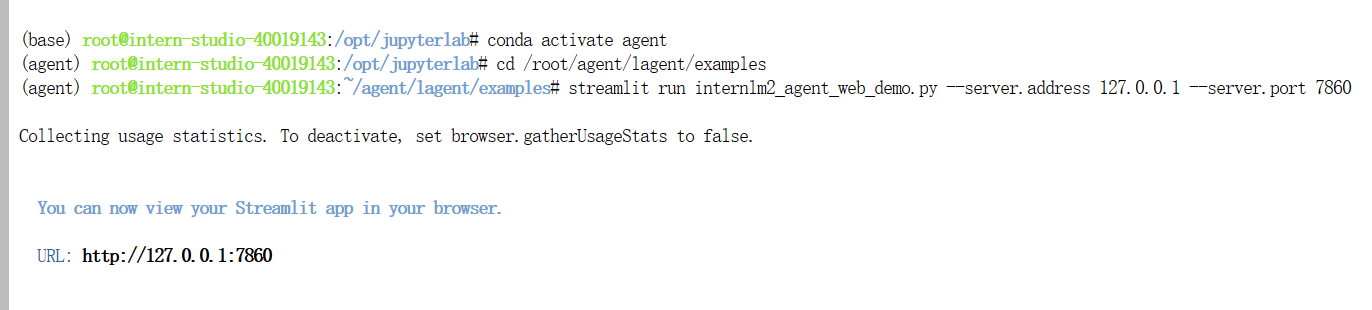 (base) root@intern-studio-40019143:/opt/jupyterlab# conda activate agent
(agent) root@intern-studio-40019143:/opt/jupyterlab# cd /root/agent/lagent/examples
(agent) root@intern-studio-40019143:~/agent/lagent/examples# streamlit run internlm2_agent_web_demo.py --server.address 127.0.0.1 --server.port 7860
Collecting usage statistics. To deactivate, set browser.gatherUsageStats to false.
You can now view your Streamlit app in your browser.
URL: http://127.0.0.1:7860